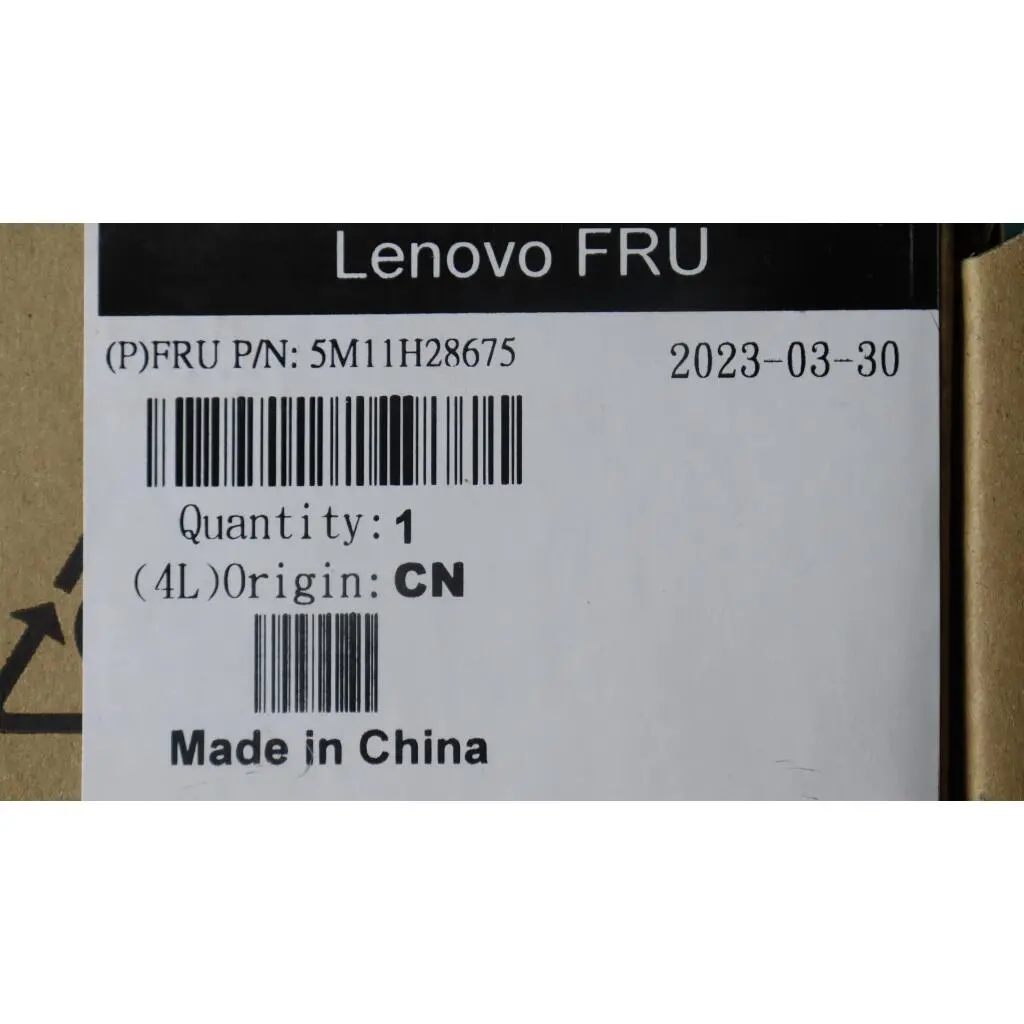 Lenovo FRU
(P)FRU P/N: 5M11H28675
2023-03-30
Quantity: 1
(4L)Origin: CN
Made in China